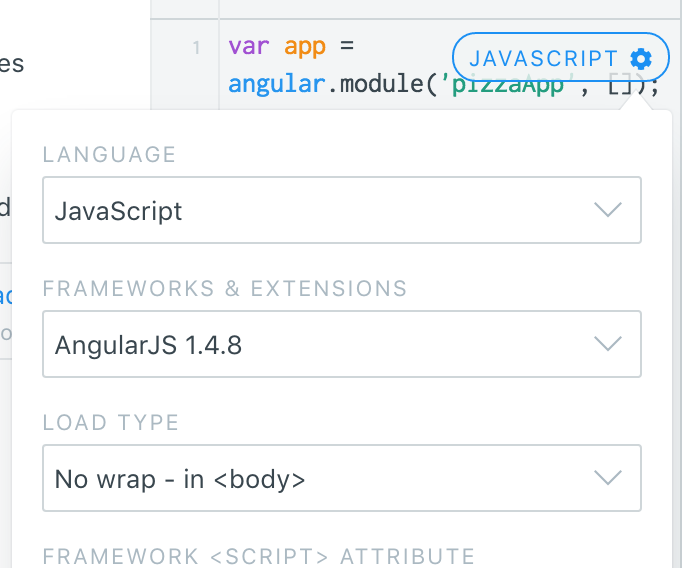 es
1 var app =
angular.module('pizzaApp', []);
JAVASCRIPT
LANGUAGE
JavaScript
FRAMEWORKS & EXTENSIONS
AngularJS 1.4.8
LOAD TYPE
No wrap - in <body>
FRAMEWORK <SCRIPT> ATTRIBUTE